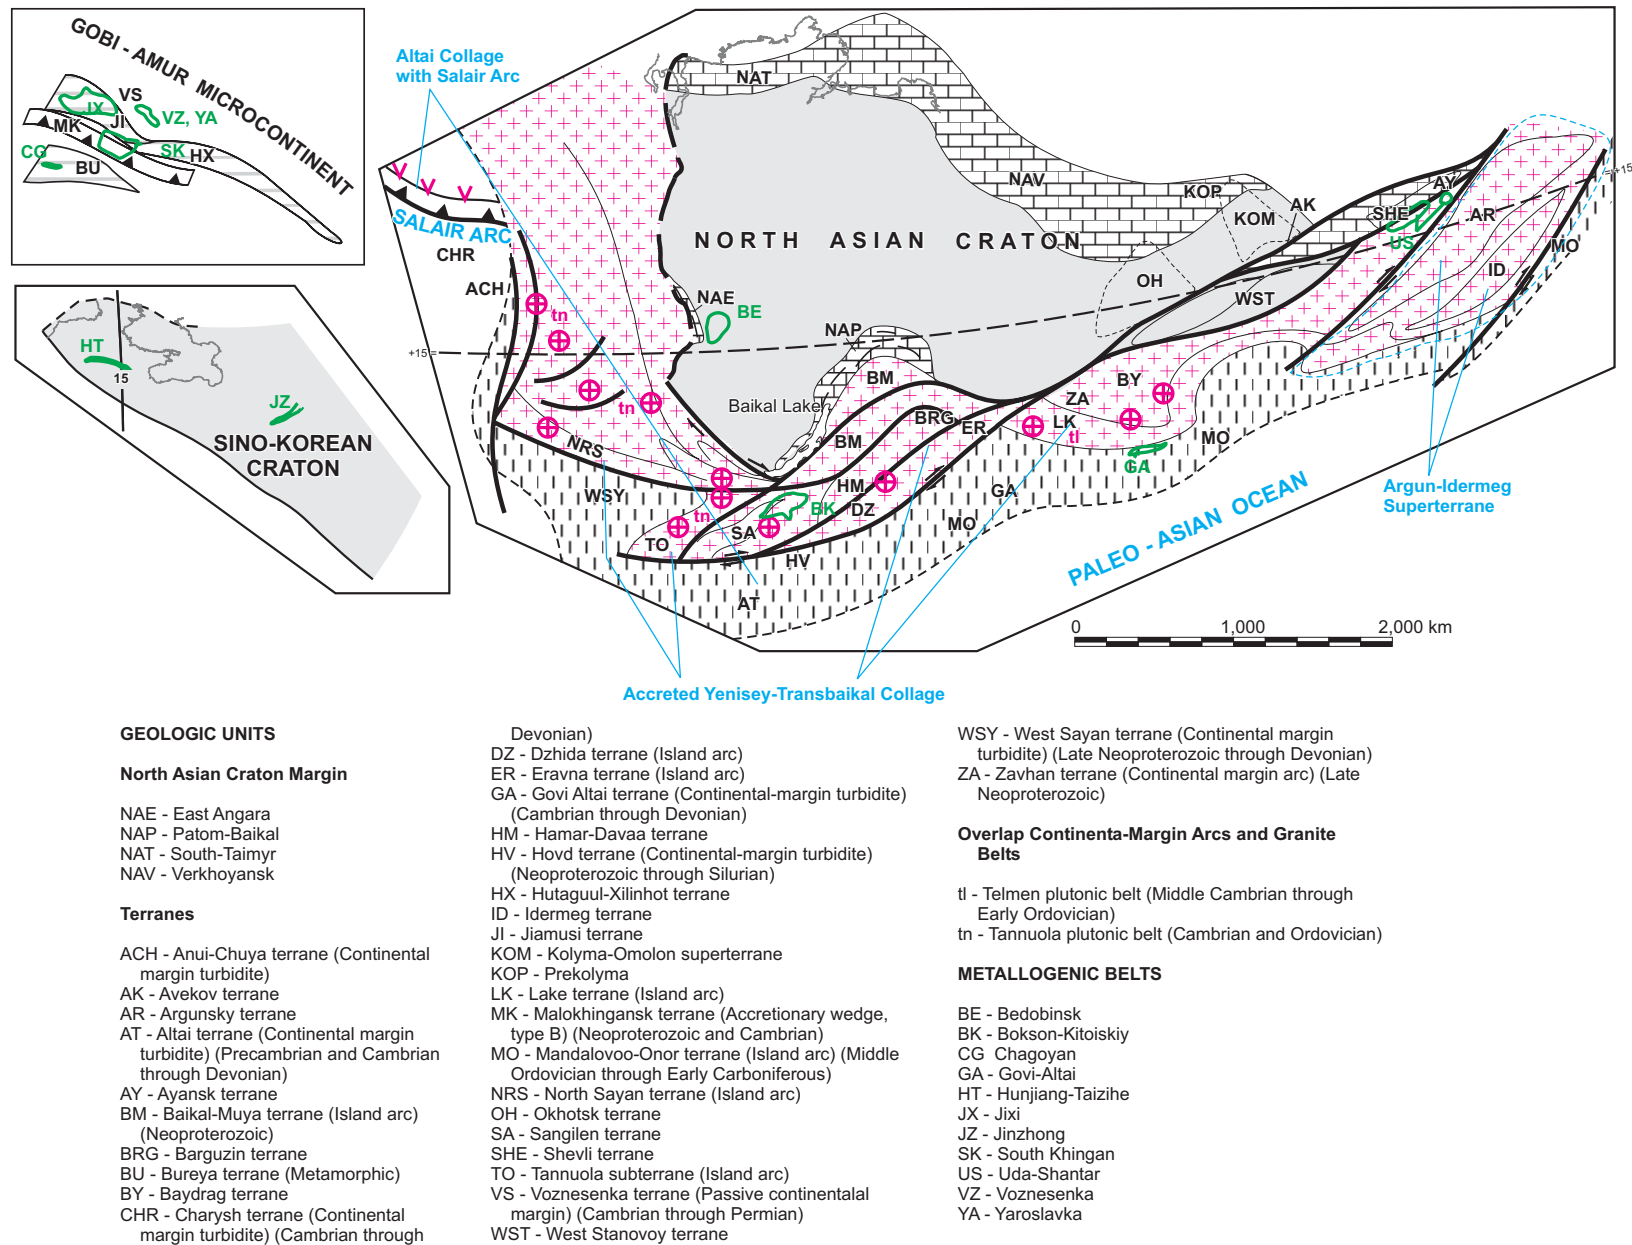 GOBI - AMUR MICROCONTINENT
IX
VS
JI
VZ, YA
MK
CG
BU
SK
HX
HT
15
JZ
SINO-KOREAN
CRATON
Altai Collage
with Salair Arc
SALAIR ARC
CHR
ACH
tn
+15
NAT
NAV
NORTH ASIAN CRATON
NAE
BE
NAP
Baikal Lake
KOP
KOM
AK
OH
WST
SHE
US
AY
AR
ID
MO
+15
BM
BM
BRG
ER
HM
DZ
BK
SA
TO
HV
AT
NRS
WSY
tn
tn
BY
ZA
LK
tl
GA
MO
GA
MO
PALEO - ASIAN OCEAN
Argun-Idermeg
Superterrane
0 1,000 2,000 km
Accreted Yenisey-Transbaikal Collage
GEOLOGIC UNITS
North Asian Craton Margin
NAE - East Angara
NAP - Patom-Baikal
NAT - South-Taimyr
NAV - Verkhoyansk
Terranes
ACH - Anui-Chuya terrane (Continental
margin turbidite)
AK - Avekov terrane
AR - Argunsky terrane
AT - Altai terrane (Continental margin
turbidite) (Precambrian and Cambrian
through Devonian)
AY - Ayansk terrane
BM - Baikal-Muya terrane (Island arc)
(Neoproterozoic)
BRG - Barguzin terrane
BU - Bureya terrane (Metamorphic)
BY - Baydrag terrane
CHR - Charysh terrane (Continental
margin turbidite) (Cambrian through
Devonian)
DZ - Dzhida terrane (Island arc)
ER - Eravna terrane (Island arc)
GA - Govi Altai terrane (Continental-margin turbidite)
(Cambrian through Devonian)
HM - Hamar-Davaa terrane
HV - Hovd terrane (Continental-margin turbidite)
(Neoproterozoic through Silurian)
HX - Hutaguul-Xilinhot terrane
ID - Idermeg terrane
JI - Jiamusi terrane
KOM - Kolyma-Omolon superterrane
KOP - Prekolyma
LK - Lake terrane (Island arc)
MK - Malokhingansk terrane (Accretionary wedge,
type B) (Neoproterozoic and Cambrian)
MO - Mandalovoo-Onor terrane (Island arc) (Middle
Ordovician through Early Carboniferous)
NRS - North Sayan terrane (Island arc)
OH - Okhotsk terrane
SA - Sangilen terrane
SHE - Shevli terrane
TO - Tannuola subterrane (Island arc)
VS - Voznesenka terrane (Passive continentalal
margin) (Cambrian through Permian)
WST - West Stanovoy terrane
WSY - West Sayan terrane (Continental margin
turbidite) (Late Neoproterozoic through Devonian)
ZA - Zavhan terrane (Continental margin arc) (Late
Neoproterozoic)
Overlap Continenta-Margin Arcs and Granite
Belts
tl - Telmen plutonic belt (Middle Cambrian through
Early Ordovician)
tn - Tannuola plutonic belt (Cambrian and Ordovician)
METALLOGENIC BELTS
BE - Bedobinsk
BK - Bokson-Kitoiskiy
CG Chagoyan
GA - Govi-Altai
HT - Hunjiang-Taizihe
JX - Jixi
JZ - Jinzhong
SK - South Khingan
US - Uda-Shantar
VZ - Voznesenka
YA - Yaroslavka